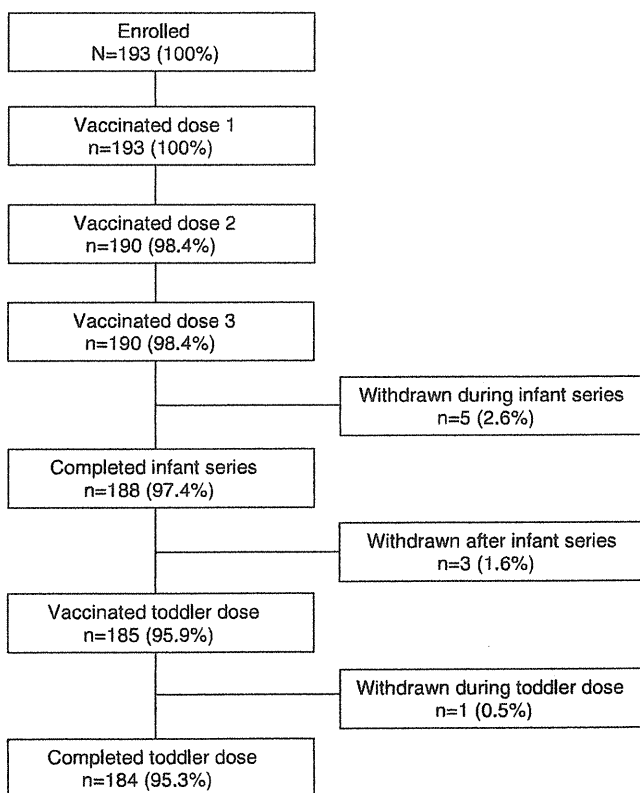 Enrolled
N=193 (100%)
Vaccinated dose 1
n=193 (100%)
Vaccinated dose 2
n=190 (98.4%)
Vaccinated dose 3
n=190 (98.4%)
Withdrawn during infant series
n=5 (2.6%)
Completed infant series
n=188 (97.4%)
Withdrawn after infant series
n=3 (1.6%)
Vaccinated toddler dose
n=185 (95.9%)
Withdrawn during toddler dose
n=1 (0.5%)
Completed toddler dose
n=184 (95.3%)